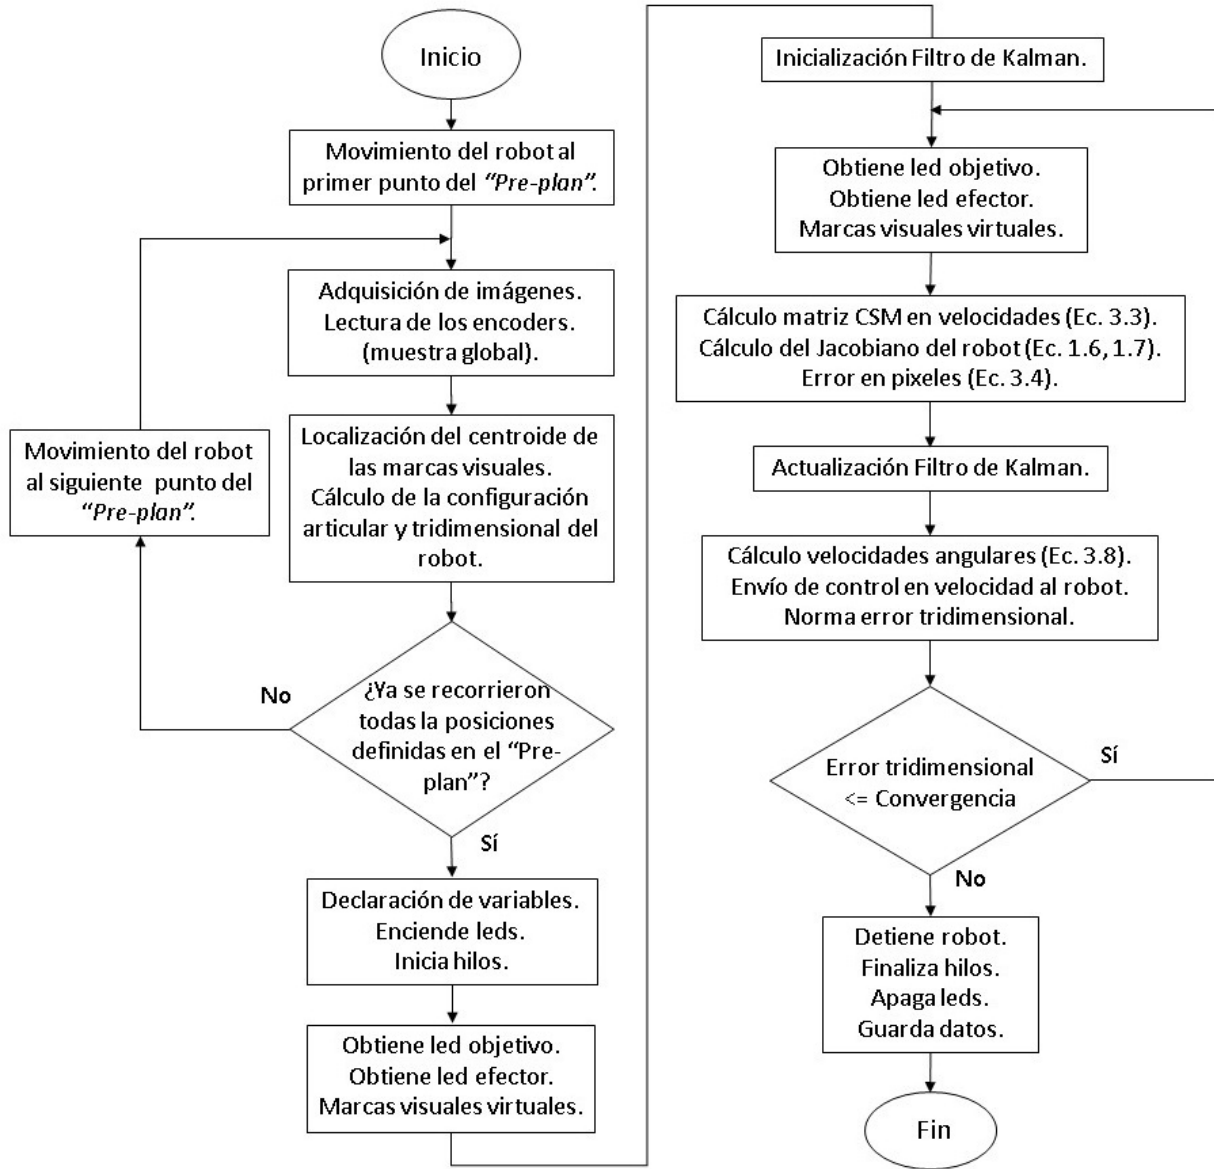 Inicio
Movimiento del robot al
primer punto del “Pre-plan”.
Adquisición de imágenes.
Lectura de los encoders.
(muestra global).
Localización del centroide de
las marcas visuales.
Cálculo de la configuración
articular y tridimensional del
robot.
Movimiento del robot
al siguiente punto del
“Pre-plan”.
No
¿Ya se recorrieron
todas la posiciones
definidas en el “Pre-
plan”?
Sí
Declaración de variables.
Enciende leds.
Inicia hilos.
Obtiene led objetivo.
Obtiene led efector.
Marcas visuales virtuales.
Inicialización Filtro de Kalman.
Obtiene led objetivo.
Obtiene led efector.
Marcas visuales virtuales.
Cálculo matriz CSM en velocidades (Ec. 3.3).
Cálculo del Jacobiano del robot (Ec. 1.6, 1.7).
Error en pixeles (Ec. 3.4).
Actualización Filtro de Kalman.
Cálculo velocidades angulares (Ec. 3.8).
Envío de control en velocidad al robot.
Norma error tridimensional.
Error tridimensional
<= Convergencia
Sí
No
Detiene robot.
Finaliza hilos.
Apaga leds.
Guarda datos.
Fin